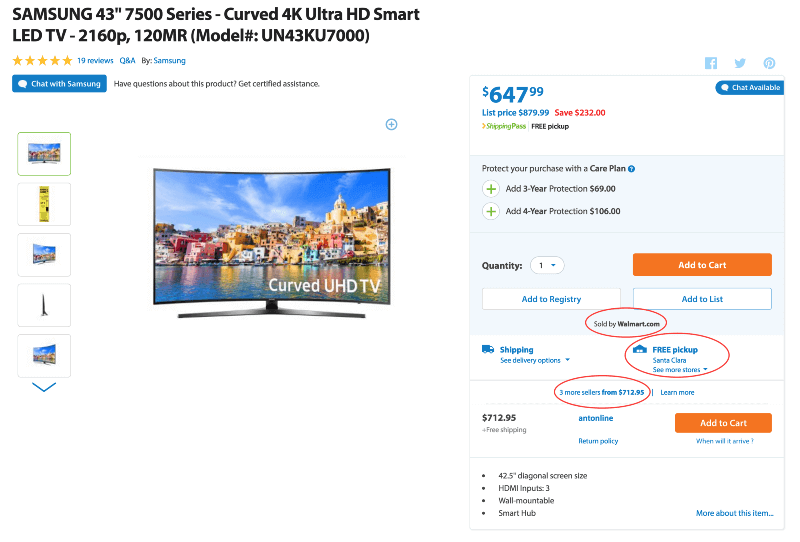 SAMSUNG 43" 7500 Series - Curved 4K Ultra HD Smart
LED TV - 2160p, 120MR (Model#: UN43KU7000)
19 reviews Q&A By: Samsung
Chat with Samsung Have questions about this product? Get certified assistance.
Curved UHD TV
Chat Available
$647.99
List price $879.99 Save $232.00
ShippingPass FREE pickup
Protect your purchase with a Care Plan ?
Add 3-Year Protection $69.00
Add 4-Year Protection $106.00
Quantity: 1 Add to Cart
Add to Registry Add to List
Sold by Walmart.com
Shipping FREE pickup
See delivery options Santa Clara
See more stores
3 more sellers from $712.95 | Learn more
$712.95 antonline Add to Cart
+Free shipping
Return policy When will it arrive ?
• 42.5" diagonal screen size
• HDMI Inputs: 3
• Wall-mountable
• Smart Hub More about this item...